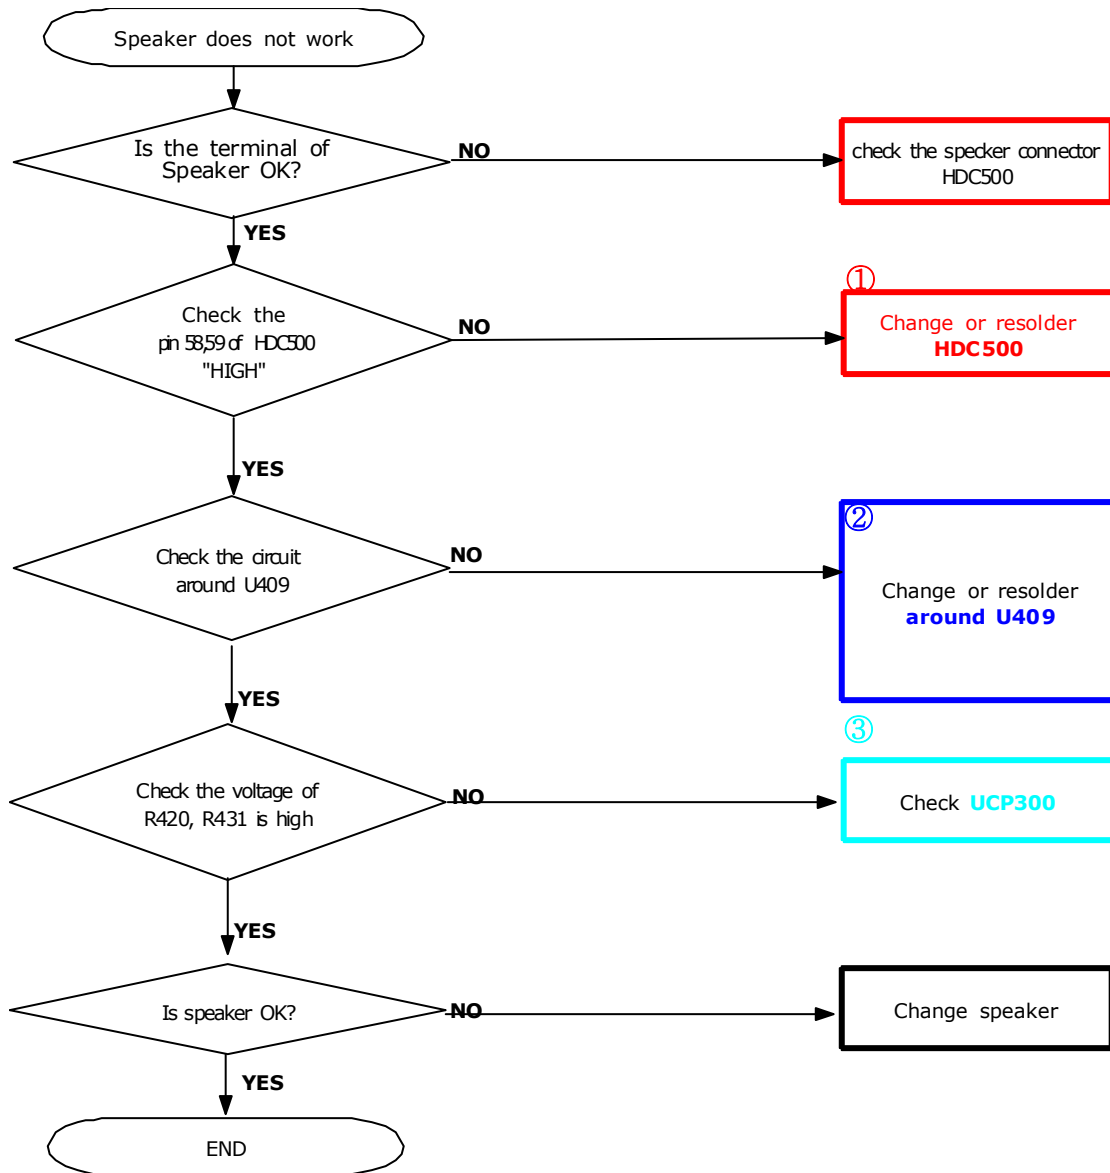 Speaker does not work
Is the terminal of
Speaker OK?
NO
check the specker connector
HDC500
YES
Check the
pin 58,59 of HDC500
"HIGH"
NO
①
Change or resolder
HDC500
YES
Check the circuit
around U409
NO
②
Change or resolder
around U409
YES
Check the voltage of
R420, R431 is high
NO
③
Check UCP300
YES
Is speaker OK?
NO
Change speaker
YES
END